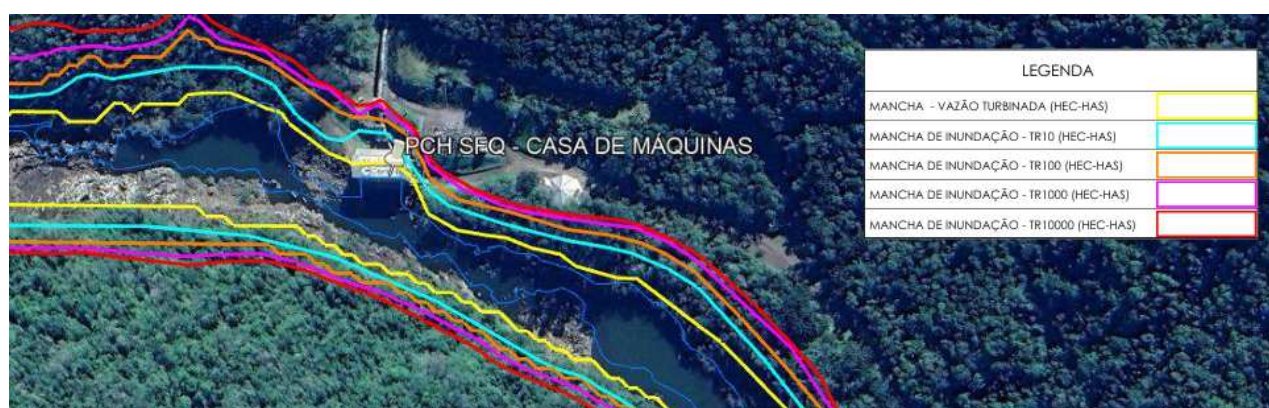 PCH SFQ - CASA DE MÁQUINAS
LEGENDA
MANCHA - VAZÃO TURBINADA (HEC-HAS)
MANCHA DE INUNDAÇÃO - TR10 (HEC-HAS)
MANCHA DE INUNDAÇÃO - TR100 (HEC-HAS)
MANCHA DE INUNDAÇÃO - TR1000 (HEC-HAS)
MANCHA DE INUNDAÇÃO - TR10000 (HEC-HAS)